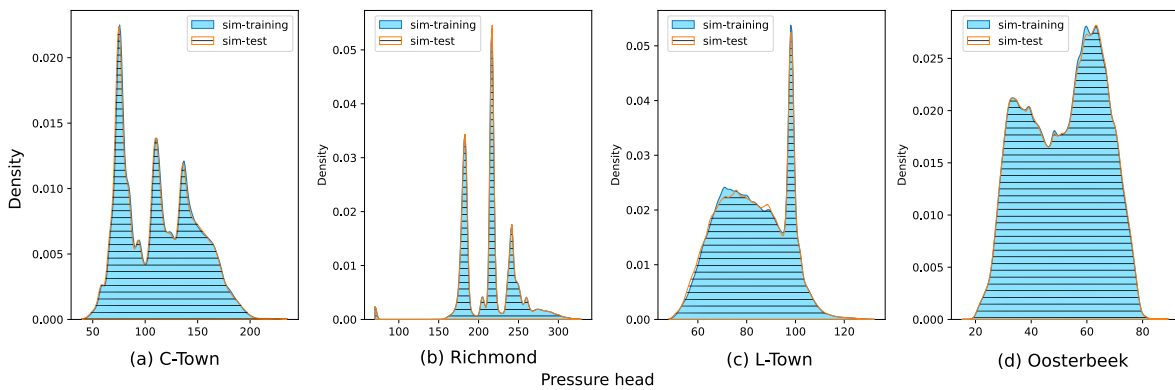 sim-training
sim-test
Density
0.020
0.015
0.010
0.005
0.000
50 100 150 200
(a) C-Town
sim-training
sim-test
Density
0.05
0.04
0.03
0.02
0.01
0.00
100 150 200 250 300
(b) Richmond
sim-training
sim-test
Density
0.05
0.04
0.03
0.02
0.01
0.00
60 80 100 120
(c) L-Town
sim-training
sim-test
Density
0.025
0.020
0.015
0.010
0.005
0.000
20 40 60 80
(d) Oosterbeek
Pressure head